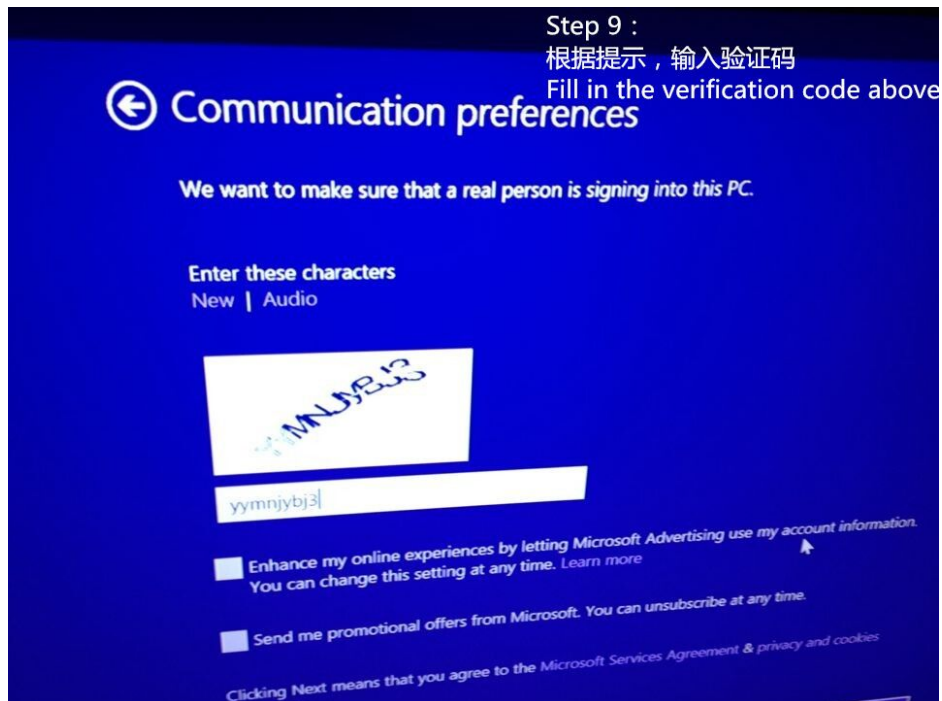 Step 9：
根据提示，输入验证码
Fill in the verification code above
Communication preferences
We want to make sure that a real person is signing into this PC.
Enter these characters
New | Audio
YYMNJyBJ3
yymnjybj3
Enhance my online experiences by letting Microsoft Advertising use my account information.
You can change this setting at any time. Learn more
Send me promotional offers from Microsoft. You can unsubscribe at any time.
Clicking Next means that you agree to the Microsoft Services Agreement & privacy and cookies